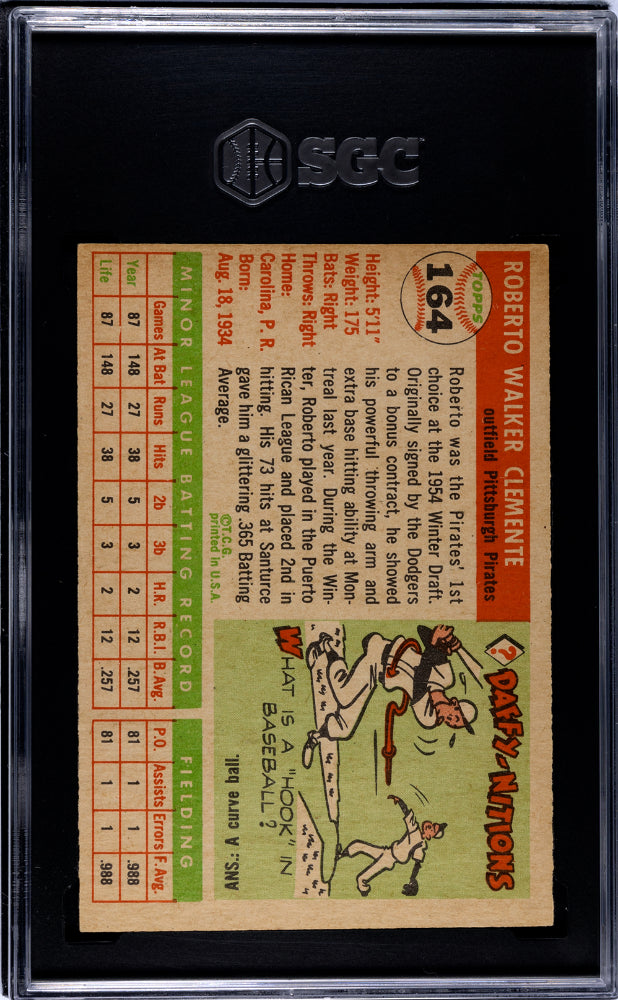 SGC
TOPPS
164
ROBERTO WALKER CLEMENTE
outfield Pittsburgh Pirates
Height: 5'11"
Weight: 175
Bats: Right
Throws: Right
Home:
Carolina, P. R.
Born:
Aug. 18, 1934
Roberto was the Pirates' 1st
choice at the 1954 Winter Draft.
Originally signed by the Dodgers
to a bonus contract, he showed
his powerful throwing arm and
extra base hitting ability at Mon-
treal last year. During the Win-
ter, Roberto played in the Puerto
Rican League and placed 2nd in
hitting. His 73 hits at Santurce
gave him a glittering .365 Batting
Average.
©T.C.G.
printed in U.S.A.
?
DAFFY-NITIONS
WHAT IS A "HOOK" IN
BASEBALL?
ANS.: A curve ball.
MINOR LEAGUE BATTING RECORD FIELDING
Games At Bat Runs Hits 2b 3b H.R. R.B.I. B.Avg. P.O. Assists Errors F.Avg.
Year 87 148 27 38 5 3 2 12 .257 81 1 1 .988
Life 87 148 27 38 5 3 2 12 .257 81 1 1 .988